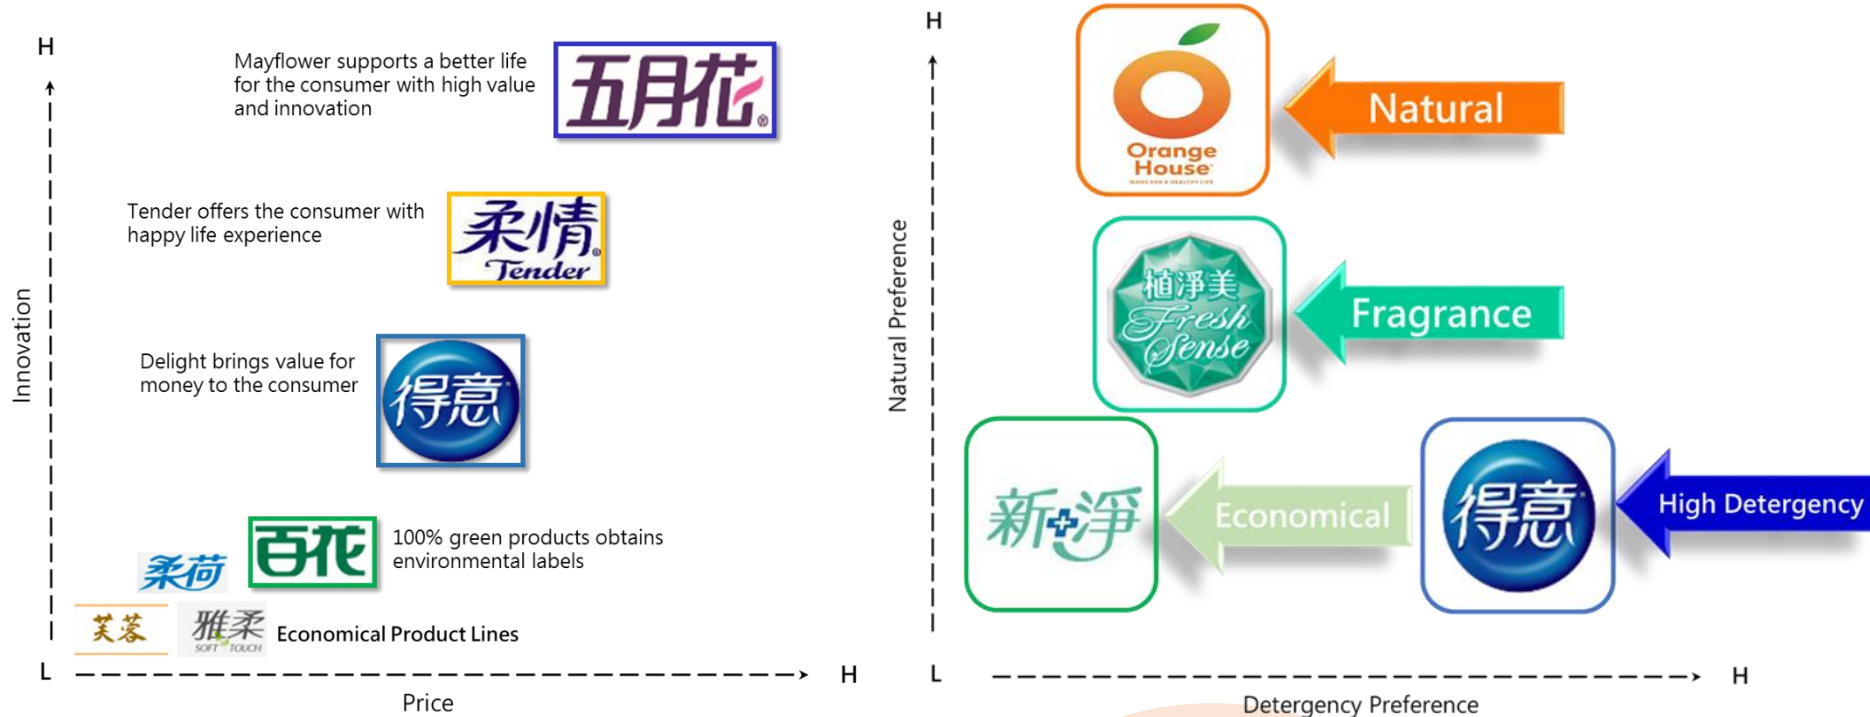 H
Mayflower supports a better life
for the consumer with high value
and innovation
五月花®
Tender offers the consumer with
happy life experience
柔情®
Tender
Delight brings value for
money to the consumer
得意
百花
100% green products obtains
environmental labels
柔荷
芙蓉
雅柔
SOFT TOUCH
Economical Product Lines
Innovation
L
H
Price
H
Orange
House
MADE FOR A HEALTHY LIFE
Natural
植淨美
Fresh
Sense
Fragrance
新淨
Economical
得意
High Detergency
Natural Preference
L
H
Detergency Preference